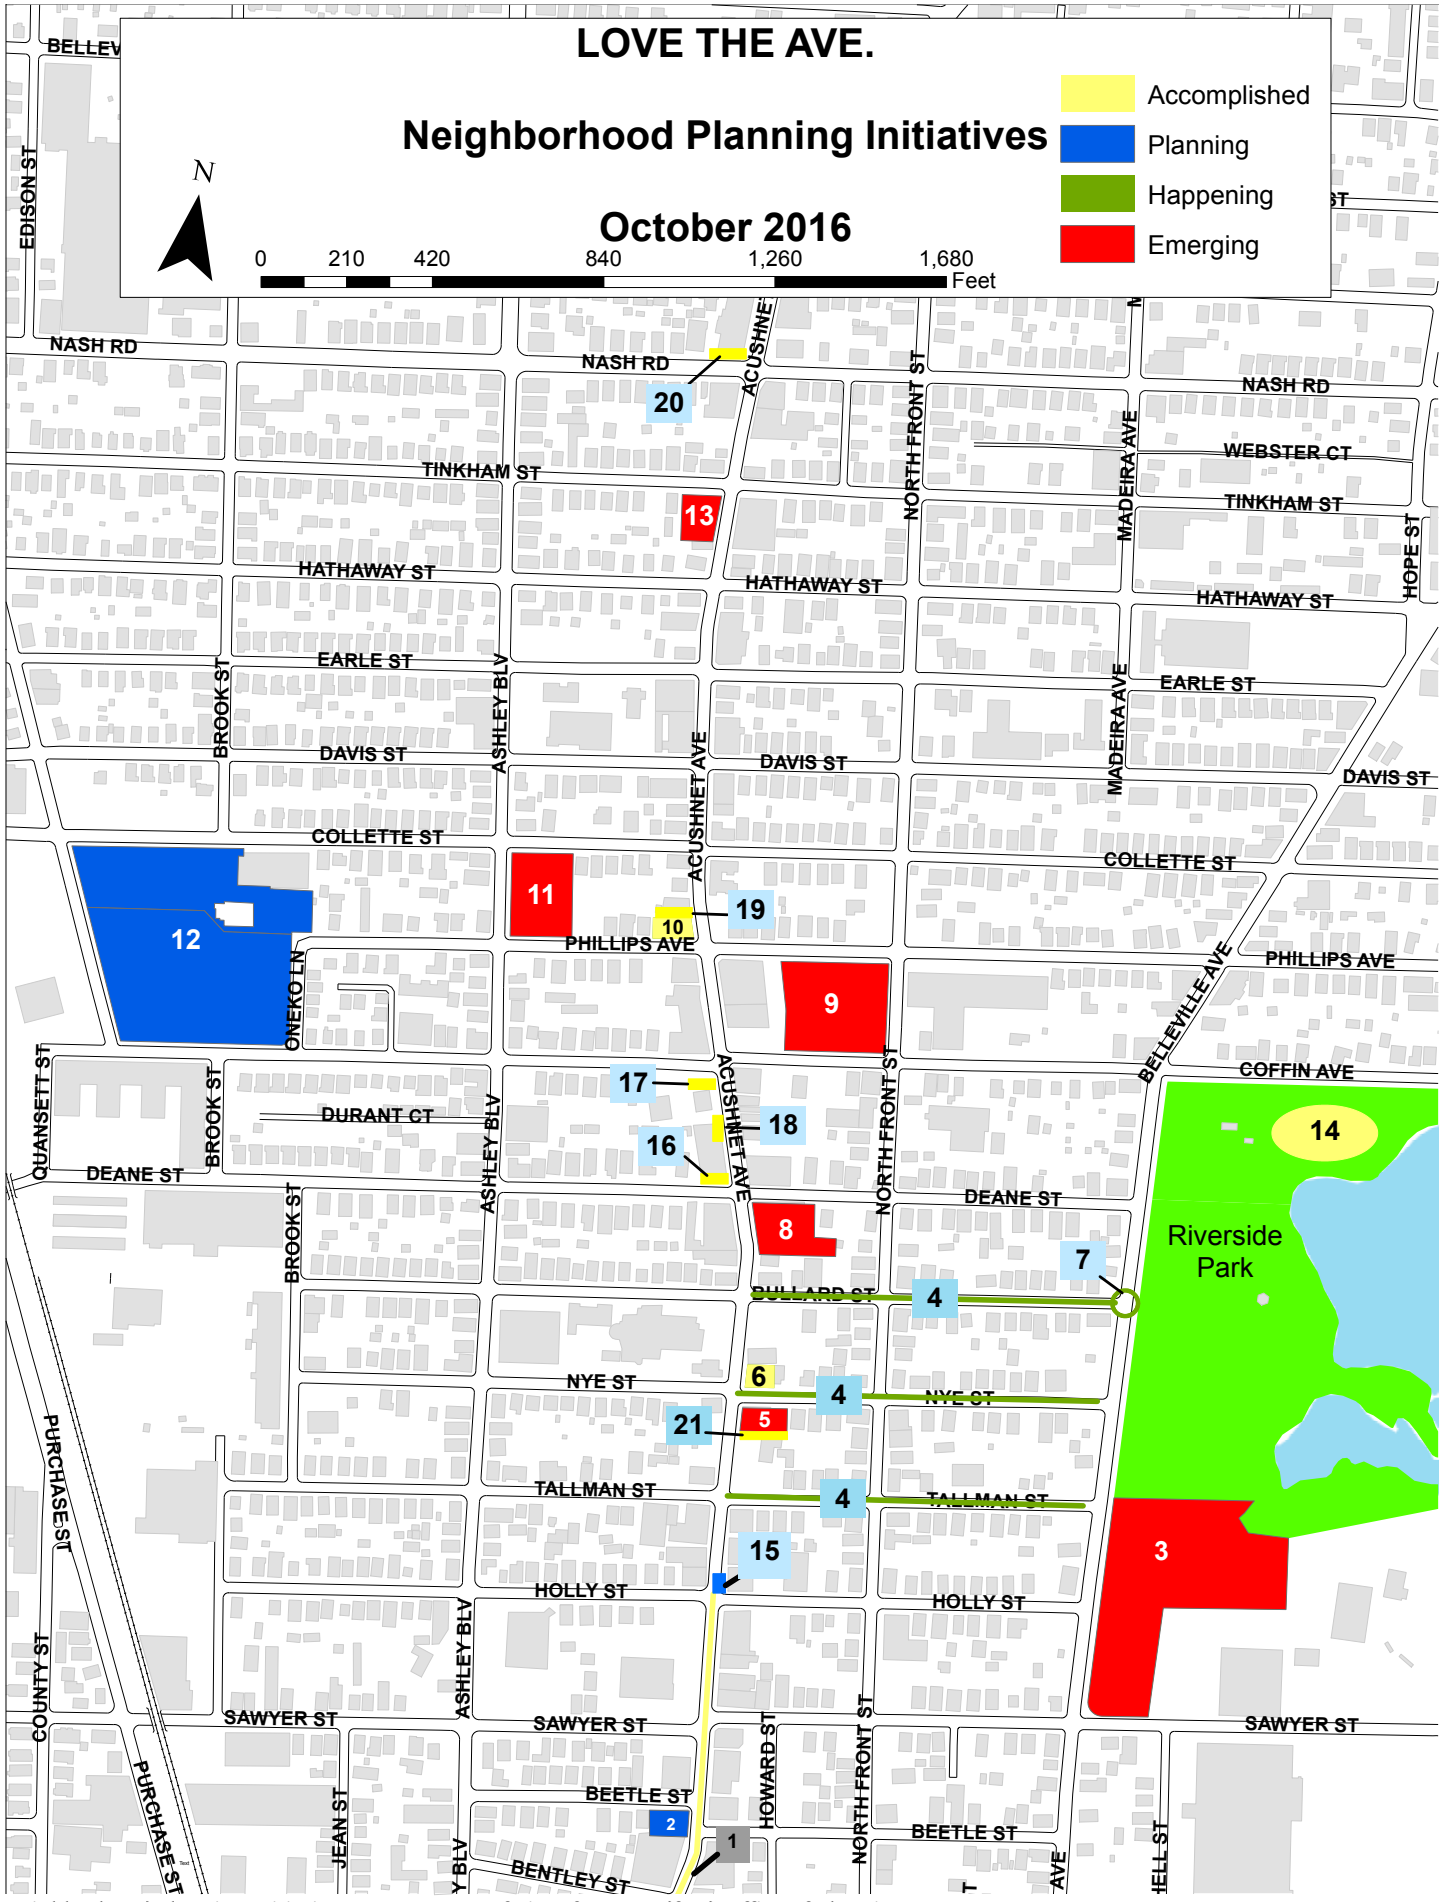 LOVE THE AVE.
Neighborhood Planning Initiatives
October 2016
N
0 210 420 840 1,260 1,680
Feet
Accomplished
Planning
Happening
Emerging
EDISON ST
ST
NASH RD
NASH RD
NASH RD
20
NORTH FRONT ST
MADEIRA AVE
WEBSTER CT
TINKHAM ST
TINKHAM ST
13
HOPE ST
HATHAWAY ST
HATHAWAY ST
HATHAWAY ST
EARLE ST
EARLE ST
BROOK ST
ASHLEY BLV
ACUSHNET AVE
MADEIRA AVE
DAVIS ST
DAVIS ST
DAVIS ST
COLLETTE ST
COLLETTE ST
11
19
10
12
PHILLIPS AVE
PHILLIPS AVE
9
ONEKO LN
BELLEVILLE AVE
COFFIN AVE
QUANSETT ST
BROOK ST
DURANT CT
ASHLEY BLV
17
ACUSHNET AVE
18
16
NORTH FRONT ST
14
DEANE ST
DEANE ST
BROOK ST
8
7
Riverside
Park
BULLARD ST
4
6
NYE ST
4
NYE ST
21
5
PURCHASE ST
TALLMAN ST
4
TALLMAN ST
15
3
HOLLY ST
HOLLY ST
COUNTY ST
ASHLEY BLV
SAWYER ST
SAWYER ST
SAWYER ST
HOWARD ST
NORTH FRONT ST
PURCHASE ST
JEAN ST
BEETLE ST
2
1
BEETLE ST
BENTLEY ST
Y BLV
AVE
T
HELL ST